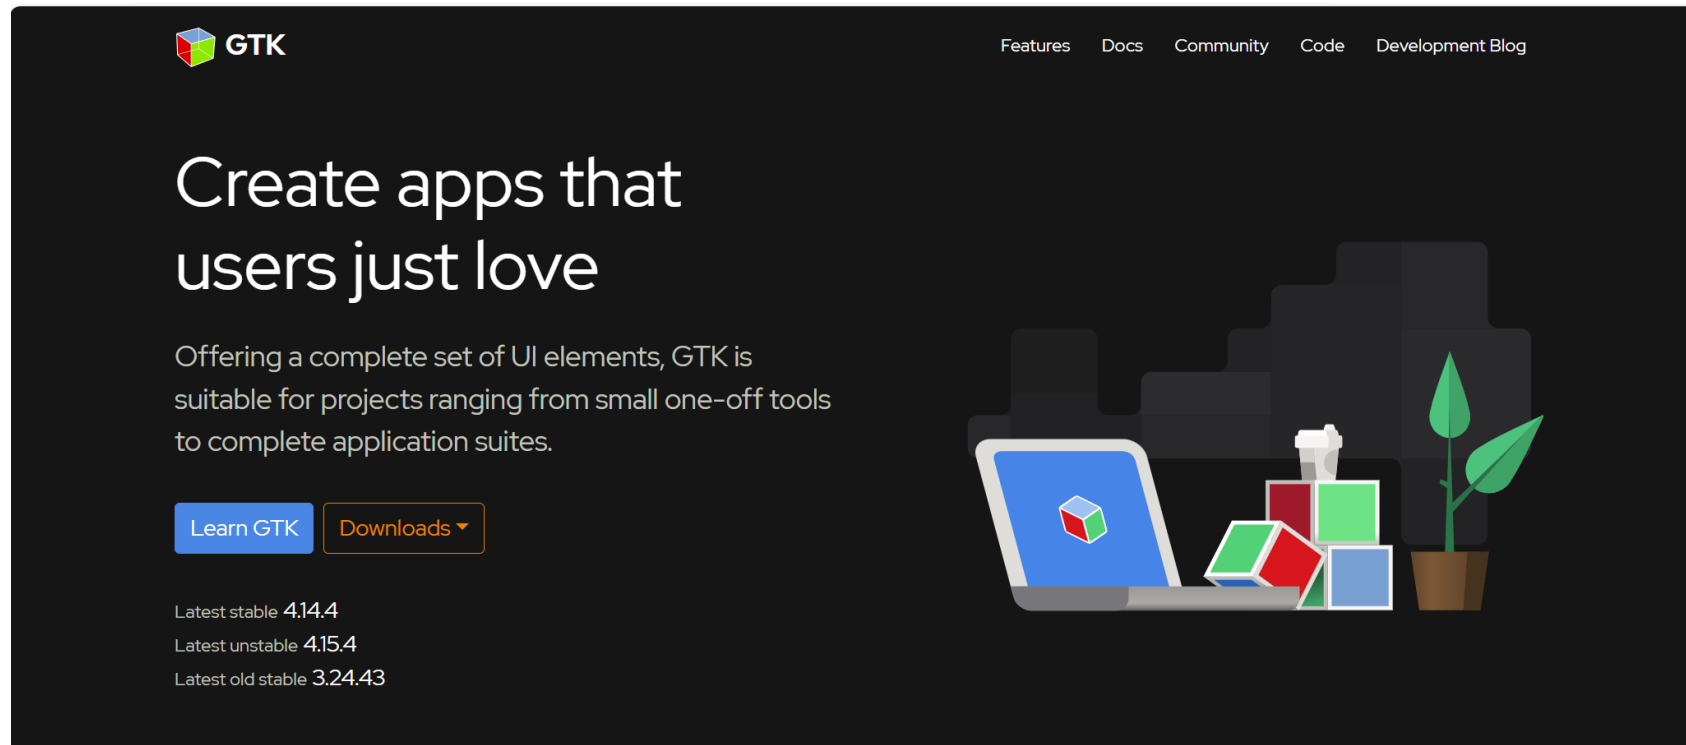 GTK
Features Docs Community Code Development Blog
Create apps that
users just love
Offering a complete set of UI elements, GTK is
suitable for projects ranging from small one-off tools
to complete application suites.
Learn GTK Downloads
Latest stable 4.14.4
Latest unstable 4.15.4
Latest old stable 3.24.43